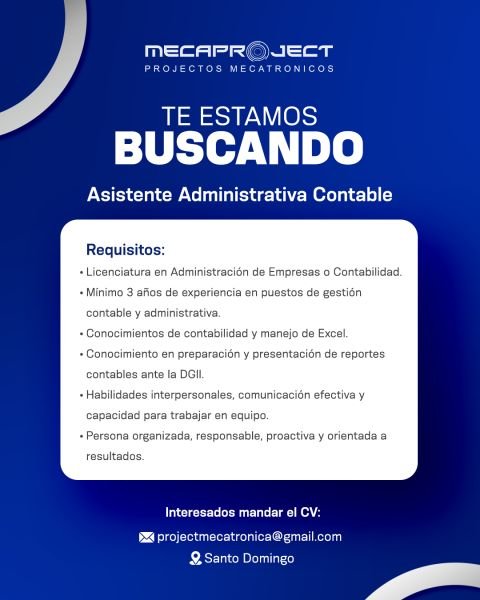 MECAPROJECT
PROJECTOS MECATRONICOS
TE ESTAMOS
BUSCANDO
Asistente Administrativa Contable
Requisitos:
• Licenciatura en Administración de Empresas o Contabilidad.
• Mínimo 3 años de experiencia en puestos de gestión
contable y administrativa.
• Conocimientos de contabilidad y manejo de Excel.
• Conocimiento en preparación y presentación de reportes
contables ante la DGII.
• Habilidades interpersonales, comunicación efectiva y
capacidad para trabajar en equipo.
• Persona organizada, responsable, proactiva y orientada a
resultados.
Interesados mandar el CV:
projectmecatronica@gmail.com
Santo Domingo